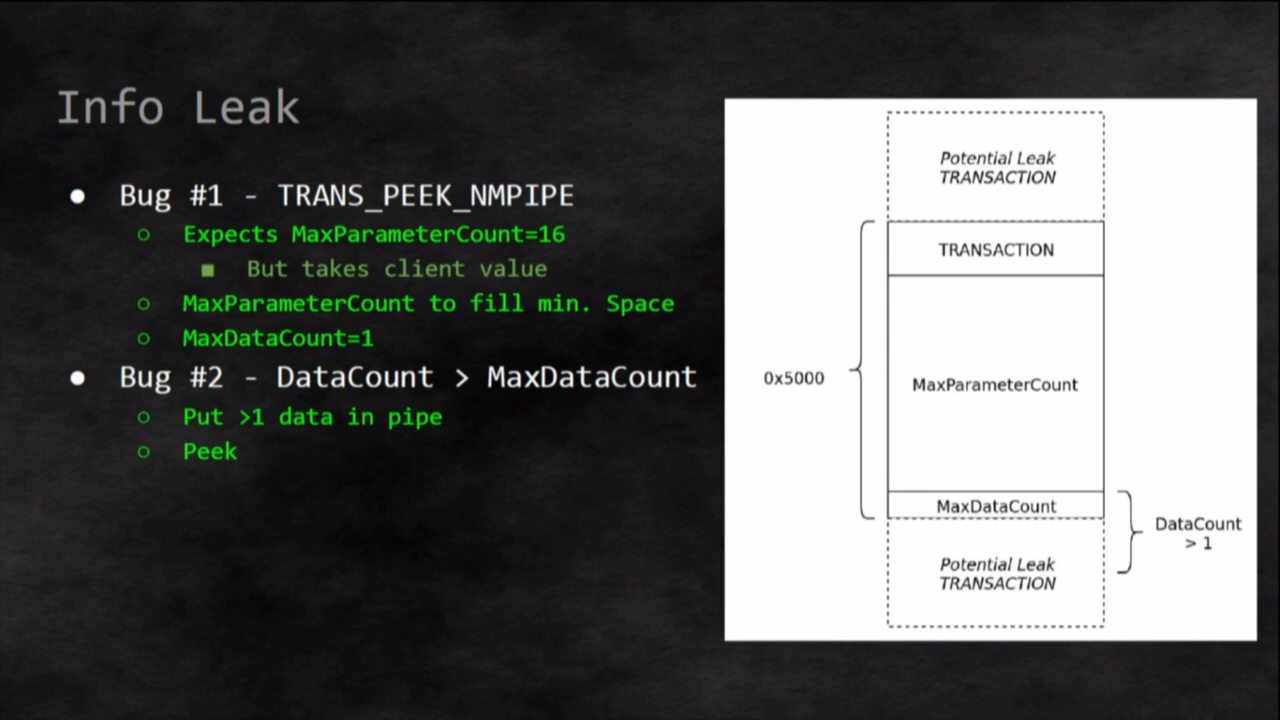 Info Leak
● Bug #1 - TRANS_PEEK_NMPIPE
○ Expects MaxParameterCount=16
■ But takes client value
○ MaxParameterCount to fill min. Space
○ MaxDataCount=1
● Bug #2 - DataCount > MaxDataCount
○ Put >1 data in pipe
○ Peek
Potential Leak
TRANSACTION
TRANSACTION
0x5000
MaxParameterCount
MaxDataCount
DataCount
> 1
Potential Leak
TRANSACTION